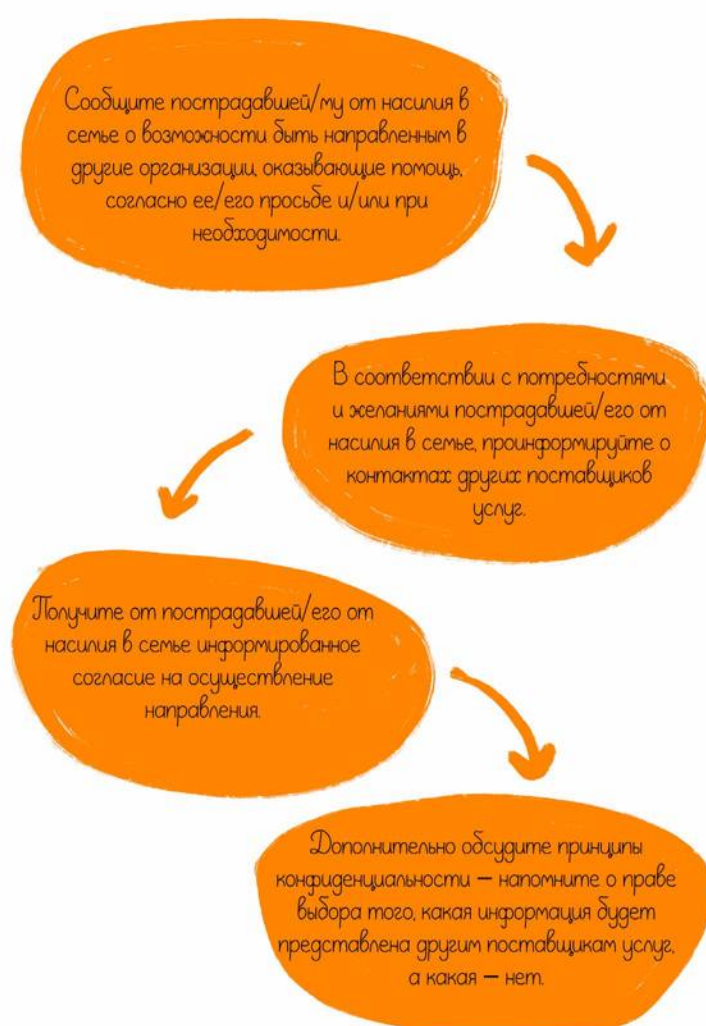 Сообщите пострадавшей/му от насилия в
семье о возможности быть направленным в
другие организации, оказывающие помощь,
согласно ее/его просьбе и/или при
необходимости.
В соответствии с потребностями
и желаниями пострадавшей/его от
насилия в семье, проинформируйте о
контактах других поставщиков
услуг.
Получите от пострадавшей/его от
насилия в семье информированное
согласие на осуществление
направления.
Дополнительно обсудите принципы
конфиденциальности — напомните о праве
выбора того, какая информация будет
представлена другим поставщикам услуг,
а какая — нет.